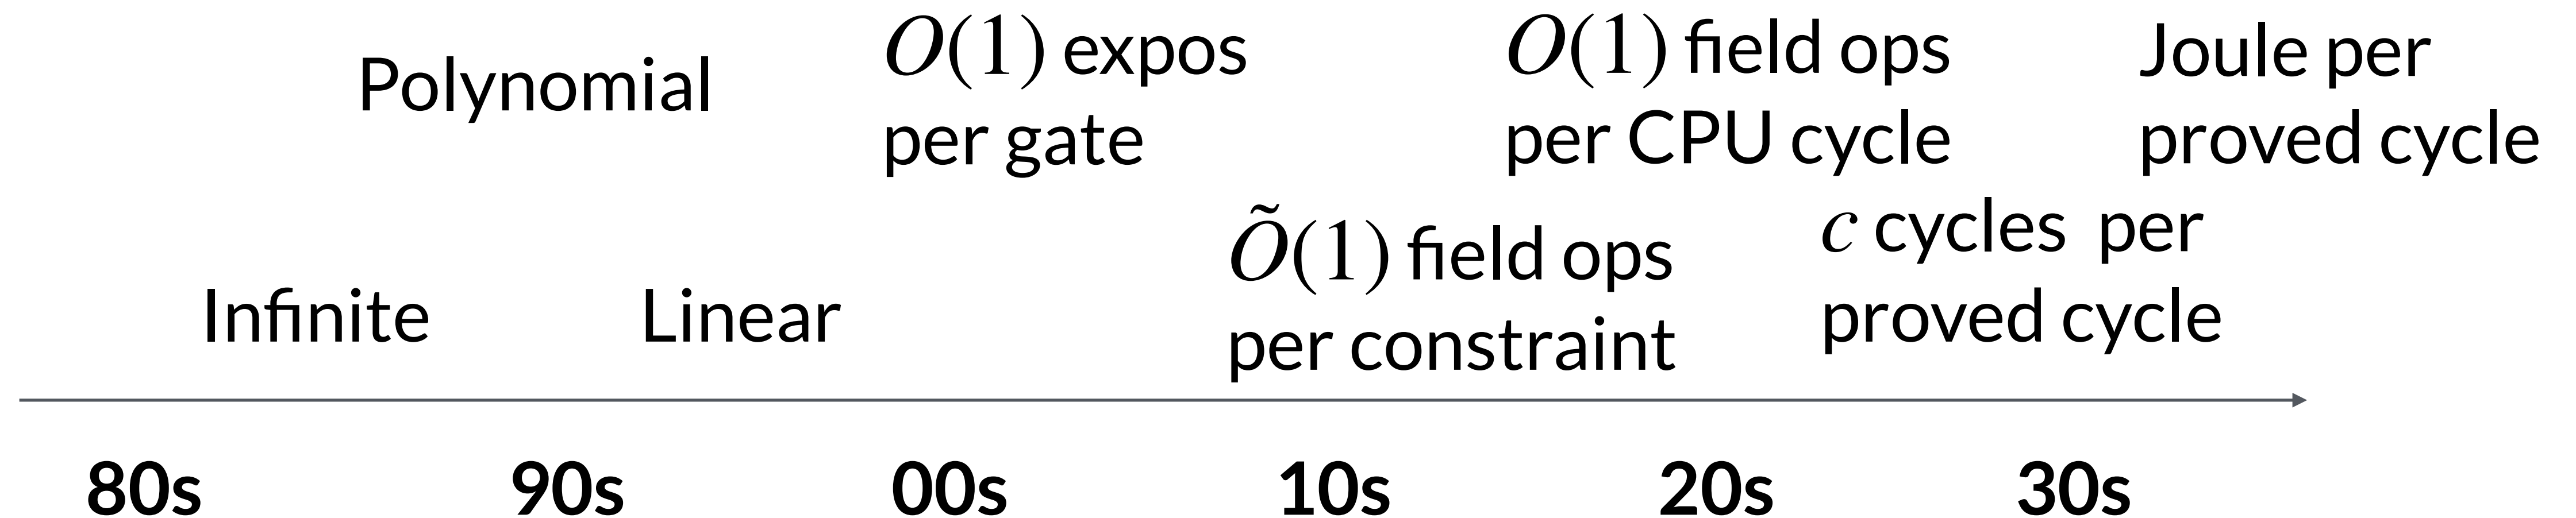 Polynomial
O(1) expos
per gate
O(1) field ops
per CPU cycle
Joule per
proved cycle
Infinite
Linear
Õ(1) field ops
per constraint
c cycles per
proved cycle
80s
90s
00s
10s
20s
30s